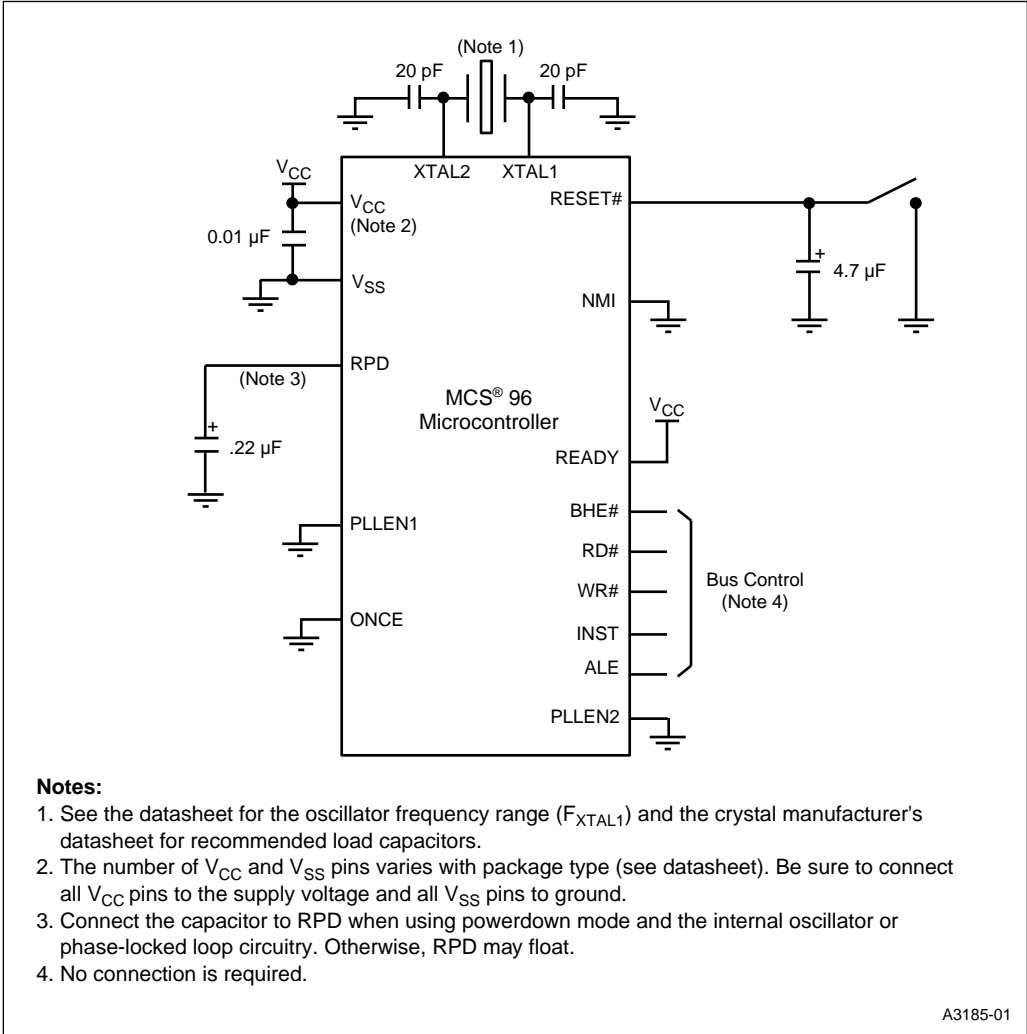 (Note 1)
20 pF
20 pF
XTAL2
XTAL1
VCC
VCC
(Note 2)
0.01 µF
VSS
RESET#
+
4.7 µF
NMI
RPD
(Note 3)
+
.22 µF
MCS® 96
Microcontroller
VCC
READY
PLLEN1
BHE#
RD#
WR#
INST
ALE
Bus Control
(Note 4)
ONCE
PLLEN2
Notes:
1. See the datasheet for the oscillator frequency range (FXTAL1) and the crystal manufacturer's
datasheet for recommended load capacitors.
2. The number of VCC and VSS pins varies with package type (see datasheet). Be sure to connect
all VCC pins to the supply voltage and all VSS pins to ground.
3. Connect the capacitor to RPD when using powerdown mode and the internal oscillator or
phase-locked loop circuitry. Otherwise, RPD may float.
4. No connection is required.
A3185-01